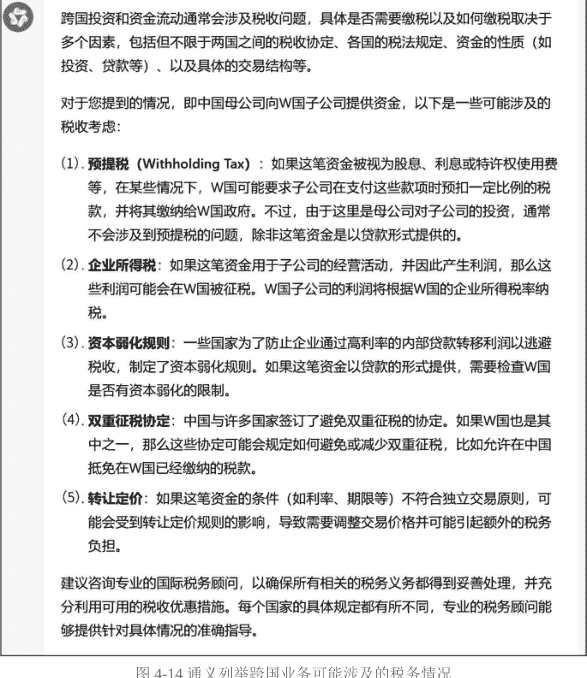 跨国投资和资金流动通常会涉及税收问题，具体是否需要缴税以及如何缴税取决于
多个因素，包括但不限于两国之间的税收协定、各国的税法规定、资金的性质（如
投资、贷款等）、以及具体的交易结构等。
对于您提到的情况，即中国母公司向W国子公司提供资金，以下是一些可能涉及的
税收考虑：
(1). 预提税（Withholding Tax）：如果这笔资金被视为股息、利息或特许权使用费
等，在某些情况下，W国可能要求子公司在支付这些款项时预扣一定比例的税
款，并将其缴纳给W国政府。不过，由于这里是母公司对子公司的投资，通常
不会涉及到预提税的问题，除非这笔资金是以贷款形式提供的。
(2). 企业所得税：如果这笔资金用于子公司的经营活动，并因此产生利润，那么这
些利润可能会在W国被征税。W国子公司的利润将根据W国的企业所得税率纳
税。
(3). 资本弱化规则：一些国家为了防止企业通过高利率的内部贷款转移利润以逃避
税收，制定了资本弱化规则。如果这笔资金以贷款的形式提供，需要检查W国
是否有资本弱化的限制。
(4). 双重征税协定：中国与许多国家签订了避免双重征税的协定。如果W国也是其
中之一，那么这些协定可能会规定如何避免或减少双重征税，比如允许在中国
抵免在W国已经缴纳的税款。
(5). 转让定价：如果这笔资金的条件（如利率、期限等）不符合独立交易原则，可
能会受到转让定价规则的影响，导致需要调整交易价格并可能引起额外的税务
负担。
建议咨询专业的国际税务顾问，以确保所有相关的税务义务都得到妥善处理，并充
分利用可用的税收优惠措施。每个国家的具体规定都有所不同，专业的税务顾问能
够提供针对具体情况的准确指导。
图 4-14 通义列举跨国业务可能涉及的税务情况